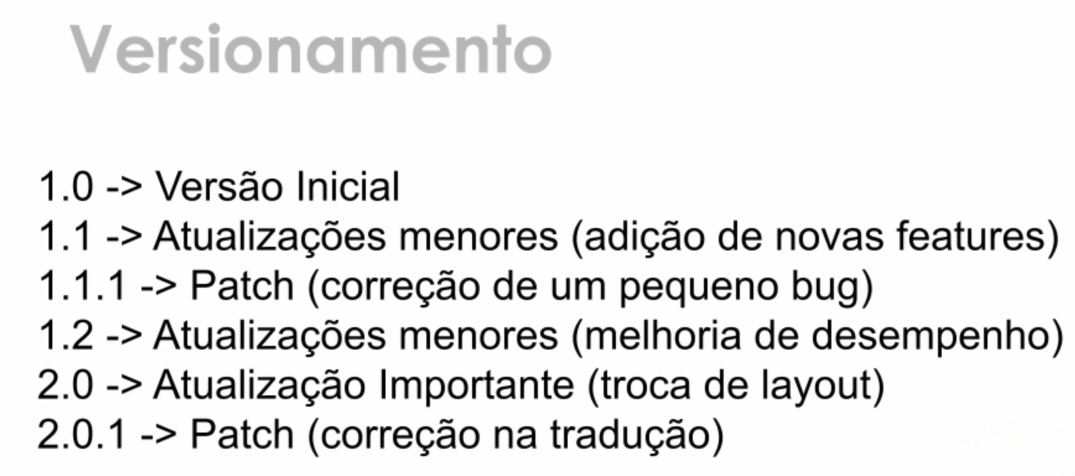 Versionamento
1.0 -> Versão Inicial
1.1 -> Atualizações menores (adição de novas features)
1.1.1 -> Patch (correção de um pequeno bug)
1.2 -> Atualizações menores (melhoria de desempenho)
2.0 -> Atualização Importante (troca de layout)
2.0.1 -> Patch (correção na tradução)